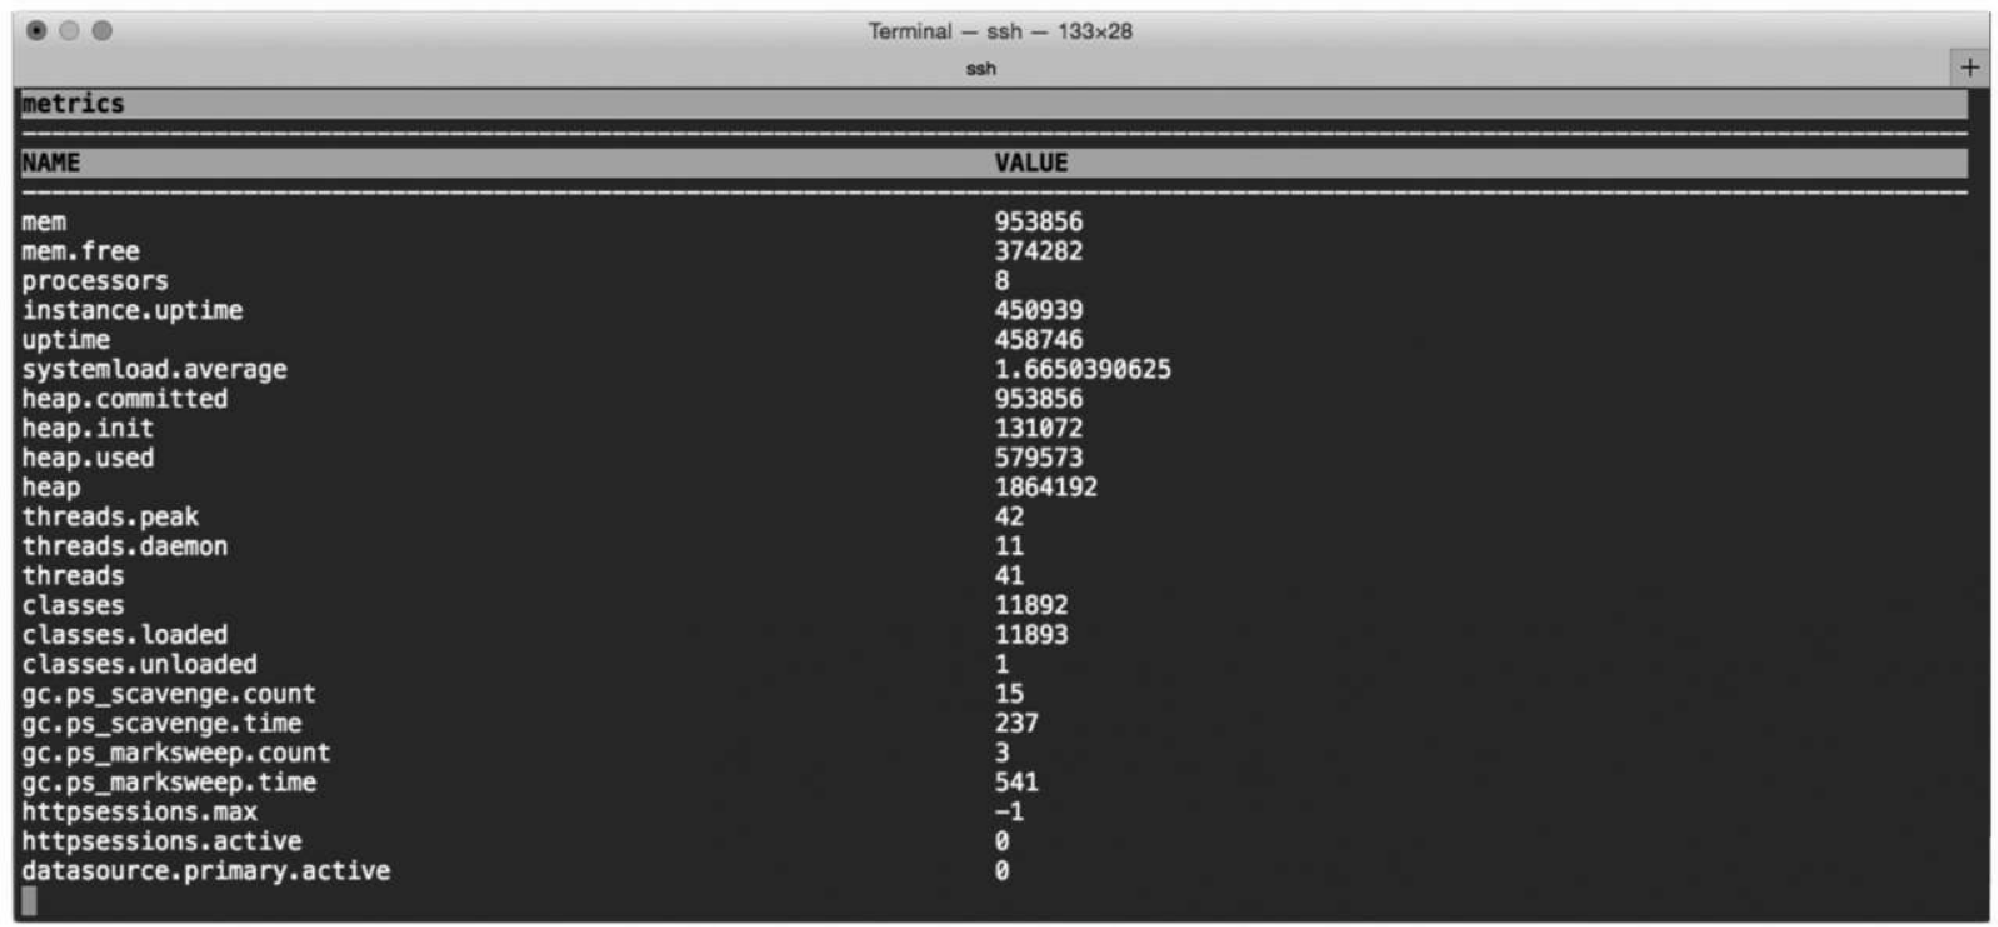 Terminal — ssh — 133×28
ssh +
metrics
NAME VALUE
mem 953856
mem.free 374282
processors 8
instance.uptime 450939
uptime 458746
systemload.average 1.6650390625
heap.committed 953856
heap.init 131072
heap.used 579573
heap 1864192
threads.peak 42
threads.daemon 11
threads 41
classes 11892
classes.loaded 11893
classes.unloaded 1
gc.ps_scavenge.count 15
gc.ps_scavenge.time 237
gc.ps_marksweep.count 3
gc.ps_marksweep.time 541
httpsessions.max -1
httpsessions.active 0
datasource.primary.active 0